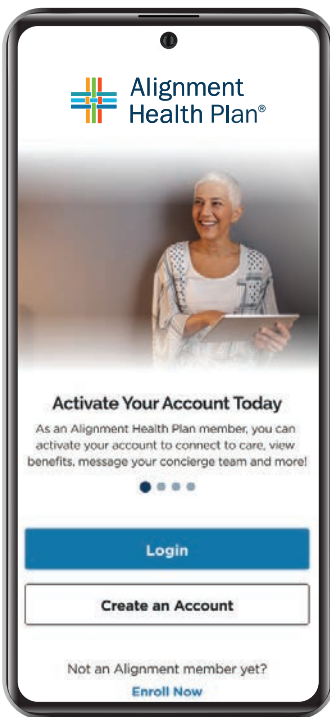 Alignment
Health Plan®
Activate Your Account Today
As an Alignment Health Plan member, you can
activate your account to connect to care, view
benefits, message your concierge team and more!
Login
Create an Account
Not an Alignment member yet?
Enroll Now